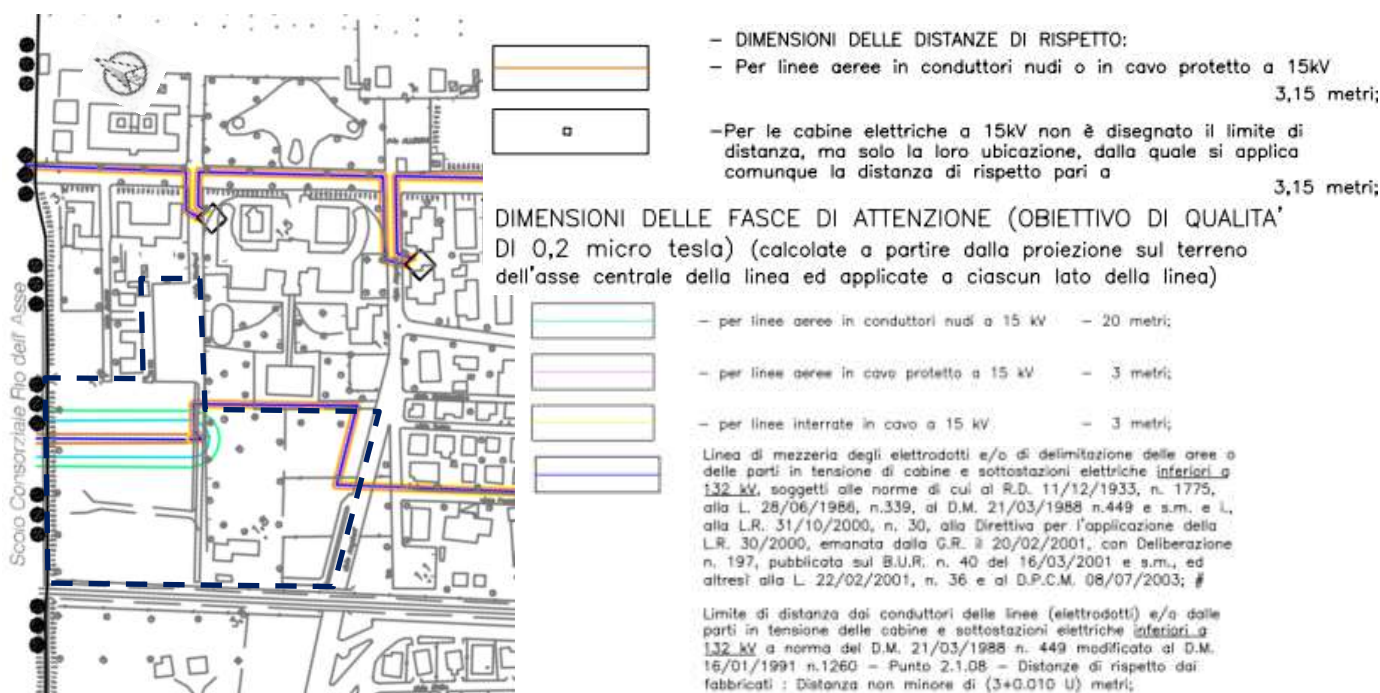 - DIMENSIONI DELLE DISTANZE DI RISPETTO:
- Per linee aeree in conduttori nudi o in cavo protetto a 15kV
3,15 metri;
-Per le cabine elettriche a 15kV non è disegnato il limite di
distanza, ma solo la loro ubicazione, dalla quale si applica
comunque la distanza di rispetto pari a
3,15 metri;
DIMENSIONI DELLE FASCE DI ATTENZIONE (OBIETTIVO DI QUALITA'
DI 0,2 micro tesla) (calcolate a partire dalla proiezione sul terreno
dell'asse centrale della linea ed applicate a ciascun lato della linea)
- per linee aeree in conduttori nudi a 15 kV - 20 metri;
- per linee aeree in cavo protetto a 15 kV - 3 metri;
- per linee interrate in cavo a 15 kV - 3 metri;
Linea di mezzeria degli elettrodotti e/o di delimitazione delle aree o
delle parti in tensione di cabine e sottostazioni elettriche inferiori a
132 kV, soggetti alle norme di cui al R.D. 11/12/1933, n. 1775,
alla L. 28/06/1986, n.339, al D.M. 21/03/1988 n.449 e s.m. e i.,
alla L.R. 31/10/2000, n. 30, alla Direttiva per l'applicazione della
L.R. 30/2000, emanata dalla G.R. il 20/02/2001, con Deliberazione
n. 197, pubblicata sul B.U.R. n. 40 del 16/03/2001 e s.m., ed
altresì alla L. 22/02/2001, n. 36 e al D.P.C.M. 08/07/2003; #
Limite di distanza dai conduttori delle linee (elettrodotti) e/o dalle
parti in tensione delle cabine e sottostazioni elettriche inferiori a
132 kV a norma del D.M. 21/03/1988 n. 449 modificato al D.M.
16/01/1991 n.1260 - Punto 2.1.08 - Distanze di rispetto dai
fabbricati : Distanza non minore di (3+0.010 U) metri;
Scolo Consorziale Rio dell'Asse